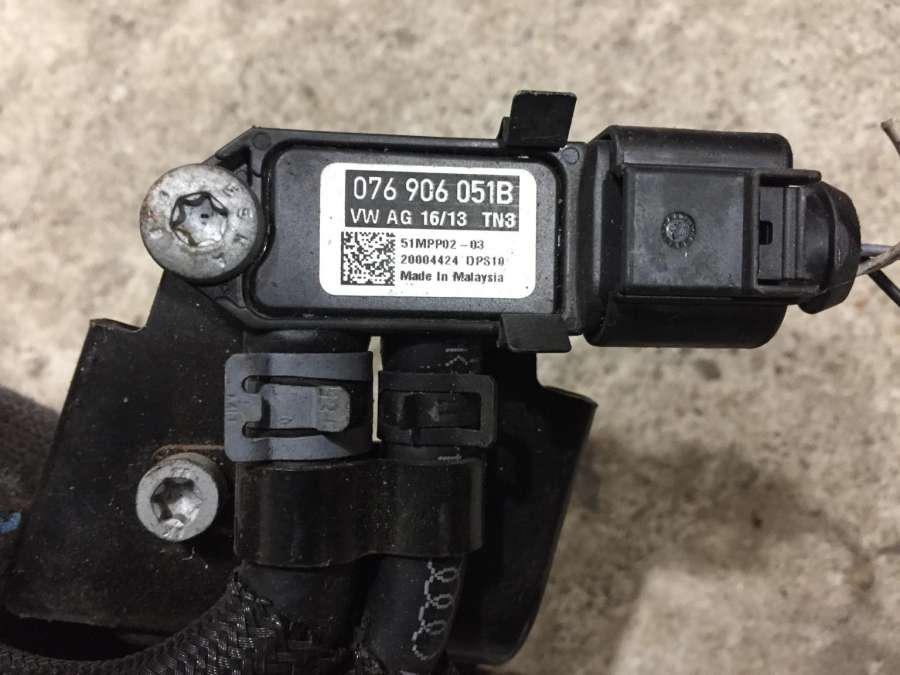 076 906 051B
VW AG 16/13 TN3
51MPP02-03
20004424 DPS10
Made In Malaysia